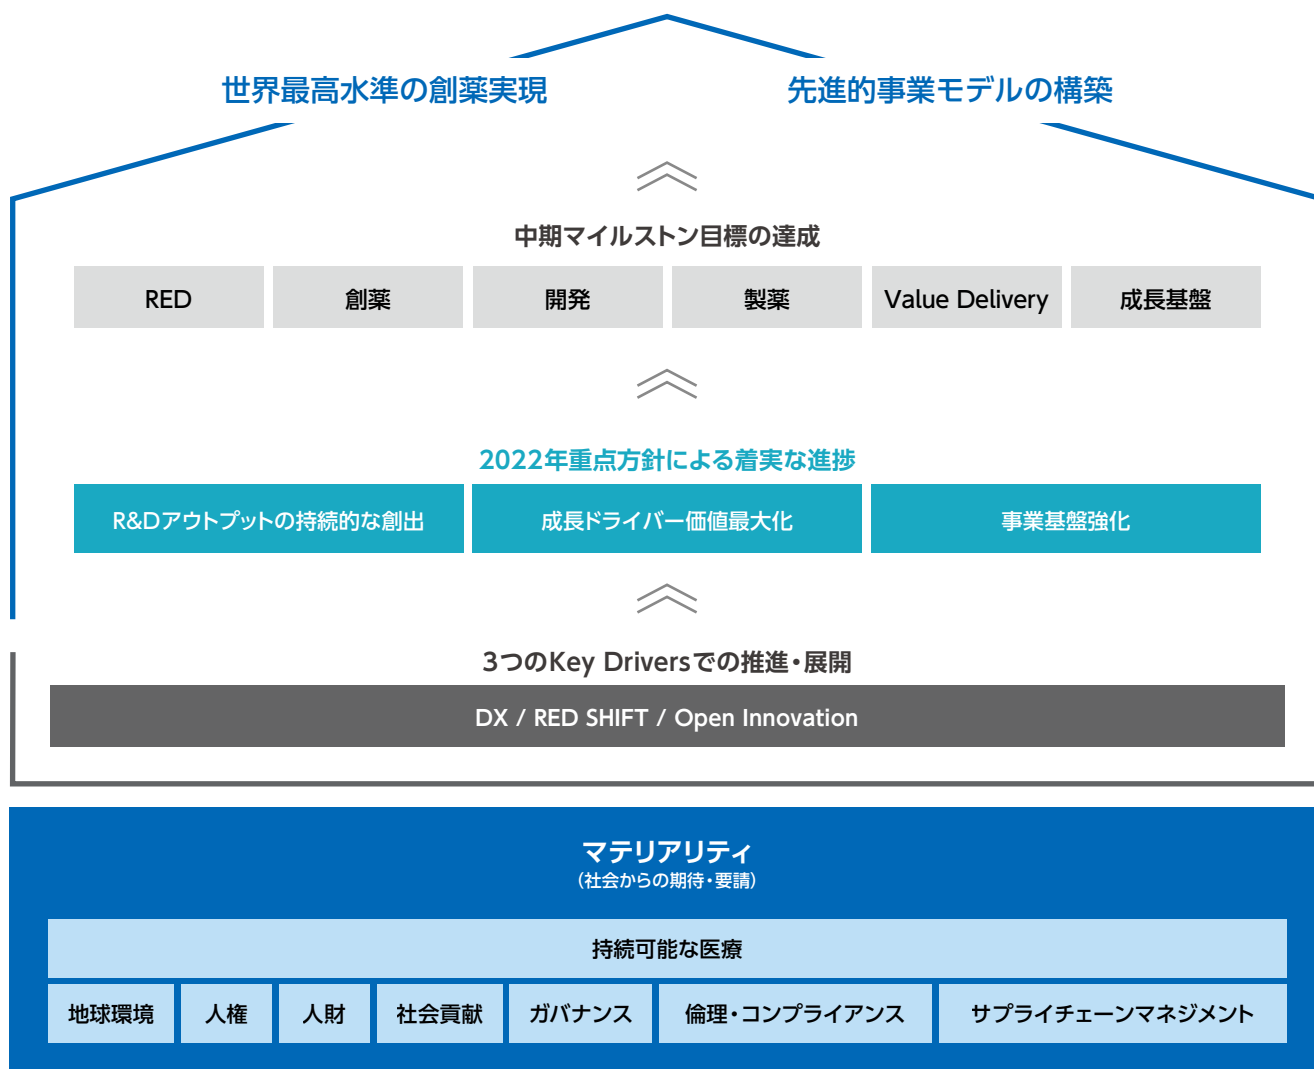 世界最高水準の創薬実現
先進的事業モデルの構築
中期マイルストン目標の達成
RED
創薬
開発
製薬
Value Delivery
成長基盤
2022年重点方針による着実な進捗
R&Dアウトプットの持続的な創出
成長ドライバー価値最大化
事業基盤強化
3つのKey Driversでの推進・展開
DX / RED SHIFT / Open Innovation
マテリアリティ
（社会からの期待・要請）
持続可能な医療
地球環境
人権
人財
社会貢献
ガバナンス
倫理・コンプライアンス
サプライチェーンマネジメント